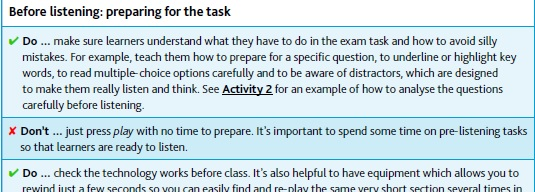 Before listening: preparing for the task
✔ Do ... make sure learners understand what they have to do in the exam task and how to avoid silly
mistakes. For example, teach them how to prepare for a specific question, to underline or highlight key
words, to read multiple-choice options carefully and to be aware of distractors, which are designed
to make them really listen and think. See Activity 2 for an example of how to analyse the questions
carefully before listening.
✘ Don't ... just press play with no time to prepare. It's important to spend some time on pre-listening tasks
so that learners are ready to listen.
✔ Do ... check the technology works before class. It's also helpful to have equipment which allows you to
rewind just a few seconds so you can easily find and re-play the same very short section several times in